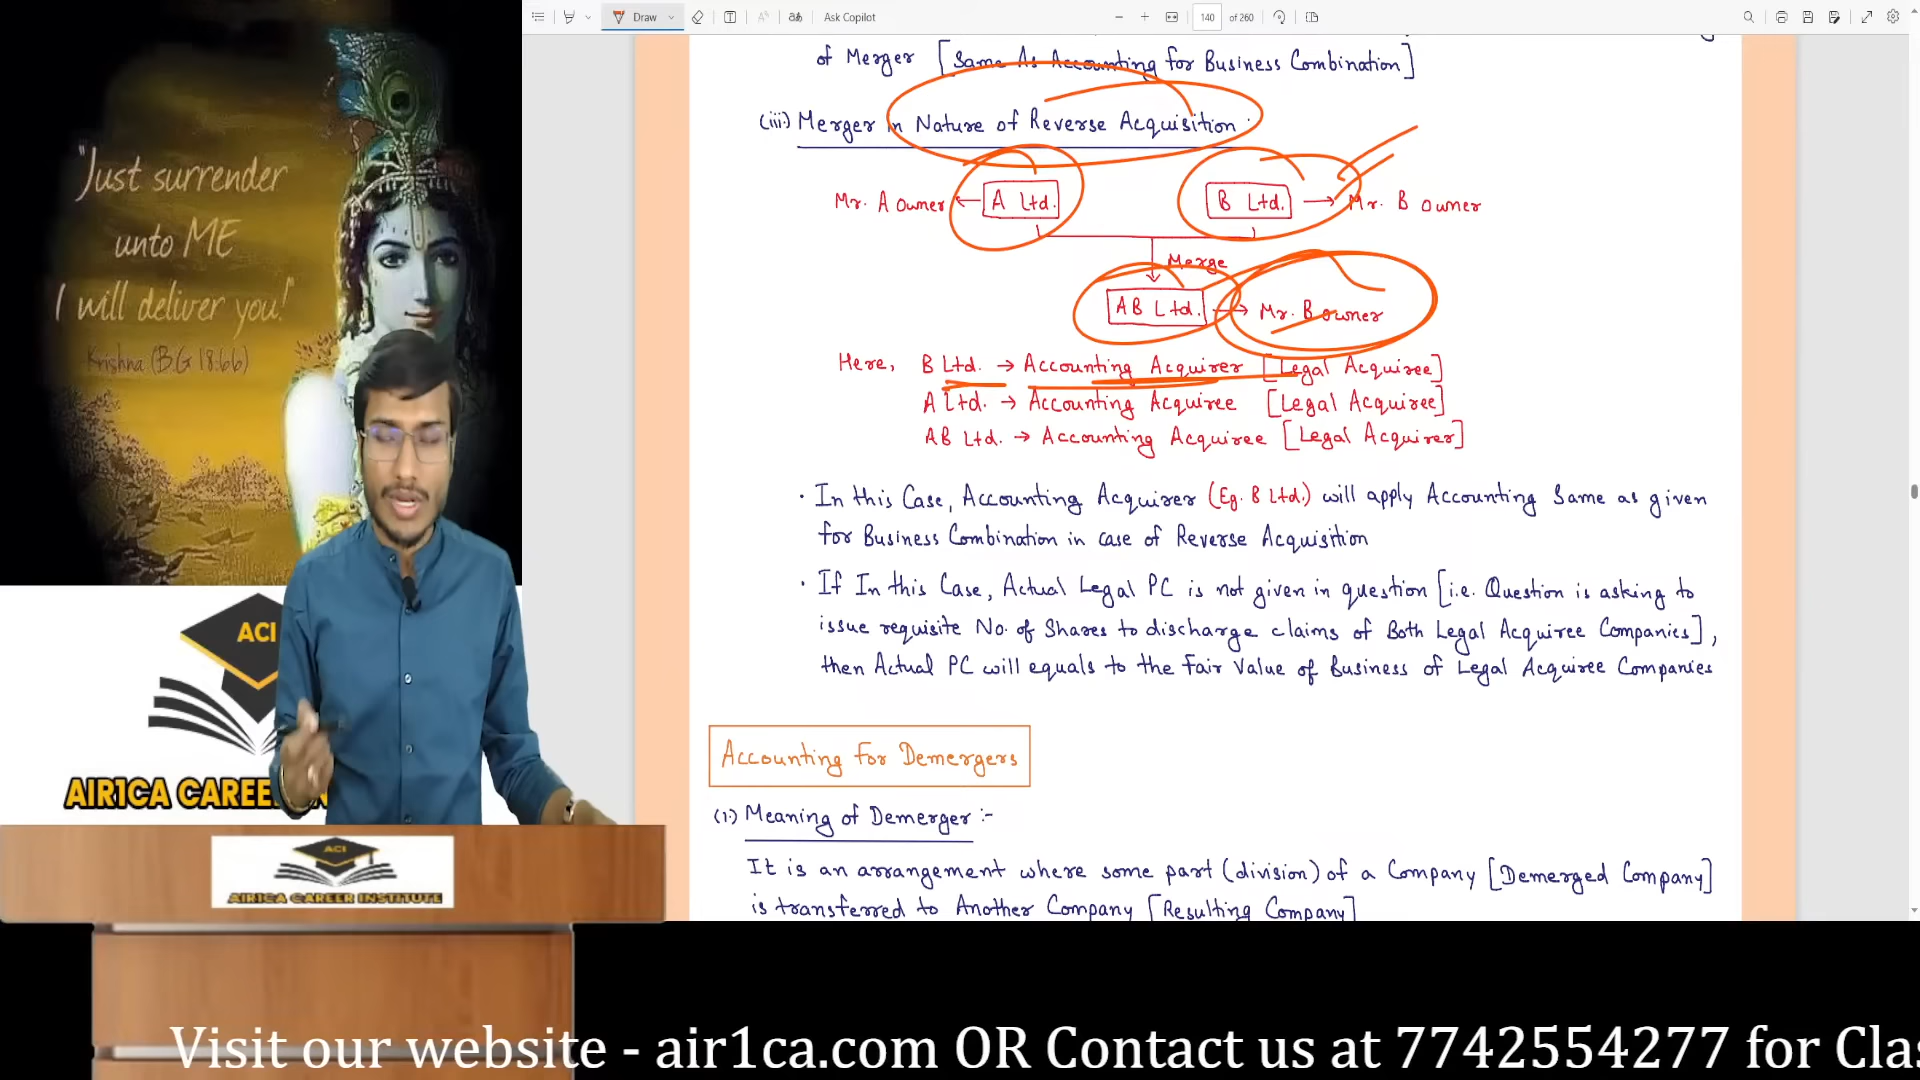 Draw
Ask Copilot
140
of 260
"Just surrender
unto ME
I will deliver you!"
Krishna (B.G 18:66)
of Merger [Same As Accounting for Business Combination]
(iii) Merger in Nature of Reverse Acquisition
Mr. A owner ← A Ltd. B Ltd. → Mr. B owner
Merge
AB Ltd. → Mr. B owner
Here, B Ltd. → Accounting Acquirer [Legal Acquiree]
A Ltd. → Accounting Acquiree [Legal Acquiree]
AB Ltd. → Accounting Acquiree [Legal Acquirer]
• In this Case, Accounting Acquirer (Eg. B Ltd.) will apply Accounting Same as given
for Business Combination in case of Reverse Acquisition
• If In this Case, Actual Legal PC is not given in question [i.e. Question is asking to
issue requisite No. of Shares to discharge claims of Both Legal Acquiree Companies],
then Actual PC will equals to the Fair Value of Business of Legal Acquiree Companies
Accounting For Demergers
(1.) Meaning of Demerger :-
It is an arrangement where some part (division) of a Company [Demerged Company]
is transferred to Another Company [Resulting Company]
ACI
AIR1CA CAREE
ACI
AIR1CA CAREER INSTITUTE
Visit our website - air1ca.com OR Contact us at 7742554277 for Clas